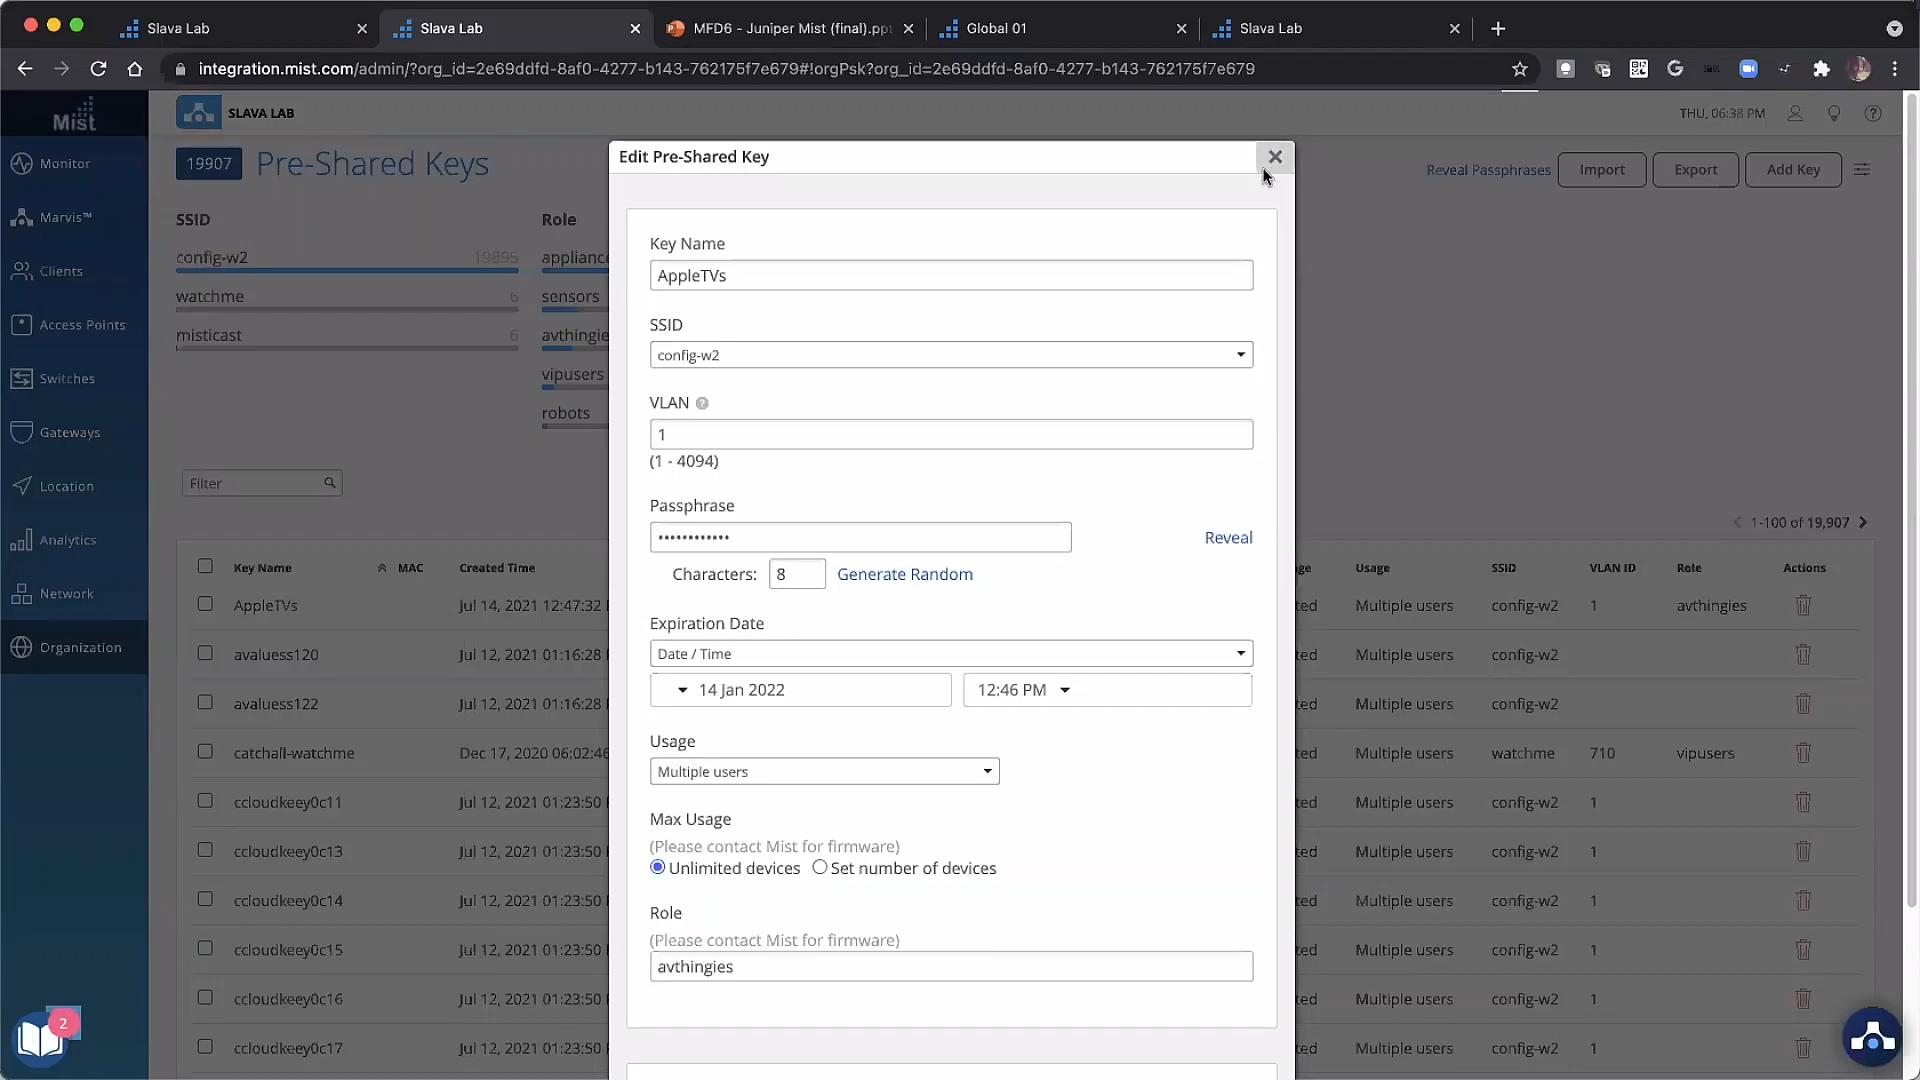 Slava Lab
Slava Lab
MFD6 - Juniper Mist (final).ppt
Global 01
Slava Lab
integration.mist.com/admin/?org_id=2e69ddfd-8af0-4277-b143-762175f7e679#!orgPsk?org_id=2e69ddfd-8af0-4277-b143-762175f7e679
Mist
SLAVA LAB
THU, 06:38 PM
Monitor
Marvis™
Clients
Access Points
Switches
Gateways
Location
Analytics
Network
Organization
2
19907 Pre-Shared Keys
Reveal Passphrases Import Export Add Key
SSID
config-w2 19895
watchme 6
misticast 6
Role
appliance
sensors
avthingie
vipusers
robots
Filter
1-100 of 19,907
Key Name MAC Created Time ge Usage SSID VLAN ID Role Actions
AppleTVs Jul 14, 2021 12:47:32 ted Multiple users config-w2 1 avthingies
avaluess120 Jul 12, 2021 01:16:28 ted Multiple users config-w2
avaluess122 Jul 12, 2021 01:16:28 ted Multiple users config-w2
catchall-watchme Dec 17, 2020 06:02:46 ted Multiple users watchme 710 vipusers
ccloudkeey0c11 Jul 12, 2021 01:23:50 ted Multiple users config-w2 1
ccloudkeey0c13 Jul 12, 2021 01:23:50 ted Multiple users config-w2 1
ccloudkeey0c14 Jul 12, 2021 01:23:50 ted Multiple users config-w2 1
ccloudkeey0c15 Jul 12, 2021 01:23:50 ted Multiple users config-w2 1
ccloudkeey0c16 Jul 12, 2021 01:23:50 ted Multiple users config-w2 1
ccloudkeey0c17 Jul 12, 2021 01:23:50 ted Multiple users config-w2 1
Edit Pre-Shared Key
Key Name
AppleTVs
SSID
config-w2
VLAN ?
1
(1 - 4094)
Passphrase
•••••••••••• Reveal
Characters: 8 Generate Random
Expiration Date
Date / Time
14 Jan 2022 12:46 PM
Usage
Multiple users
Max Usage
(Please contact Mist for firmware)
Unlimited devices Set number of devices
Role
(Please contact Mist for firmware)
avthingies